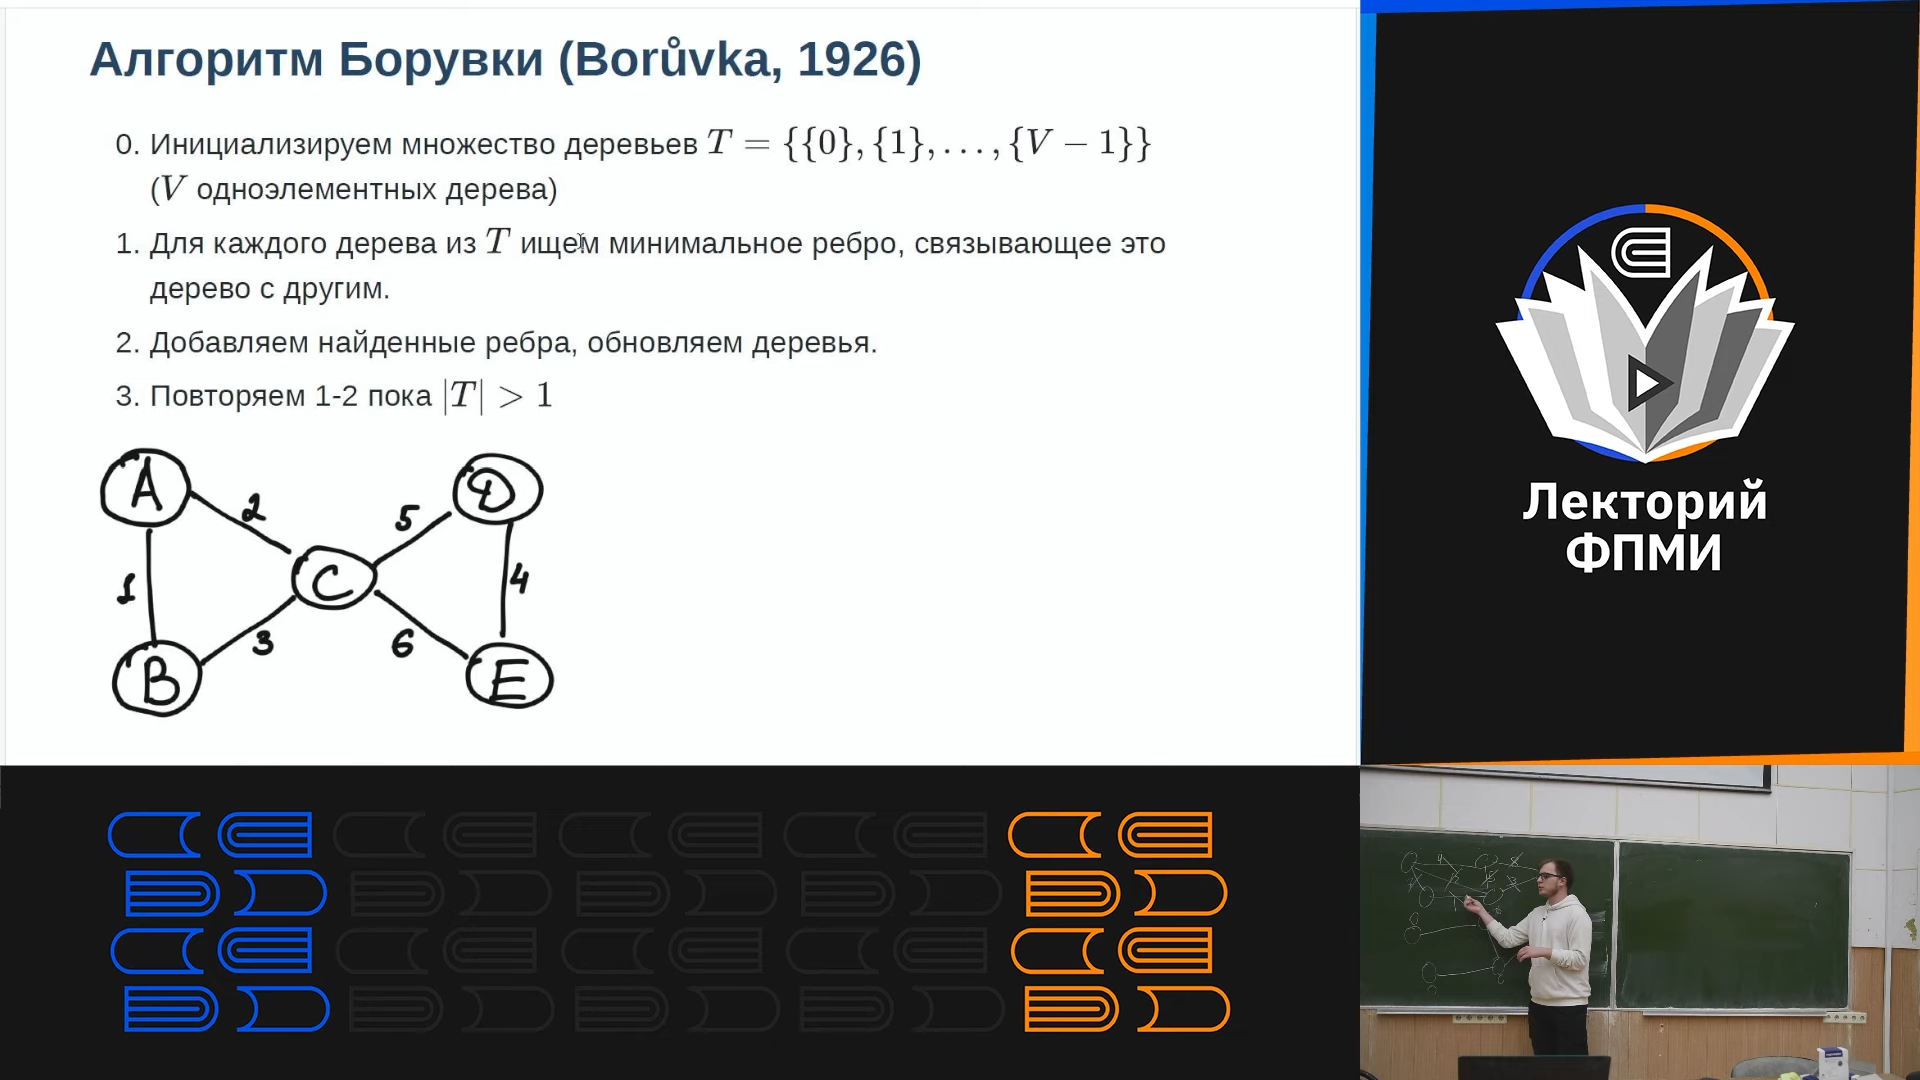 Алгоритм Борувки (Borůvka, 1926)
0. Инициализируем множество деревьев T = {{0}, {1}, . . . , {V − 1}}
(V одноэлементных дерева)
1. Для каждого дерева из T ищем минимальное ребро, связывающее это
дерево с другим.
2. Добавляем найденные ребра, обновляем деревья.
3. Повторяем 1-2 пока |T| > 1
A
2
5
D
1
C
4
3
6
B
E
Лекторий
ФПМИ